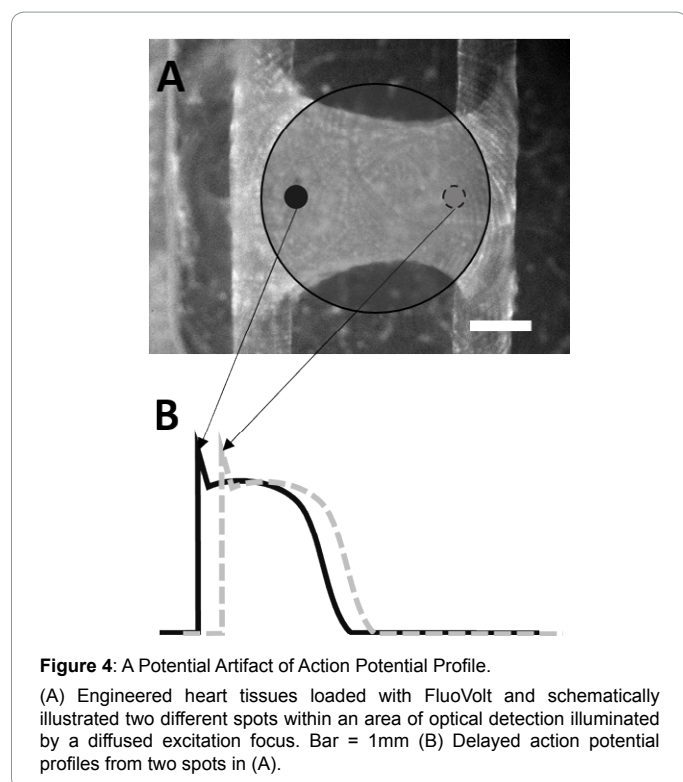 A
B
Figure 4: A Potential Artifact of Action Potential Profile.
(A) Engineered heart tissues loaded with FluoVolt and schematically
illustrated two different spots within an area of optical detection illuminated
by a diffused excitation focus. Bar = 1mm (B) Delayed action potential
profiles from two spots in (A).